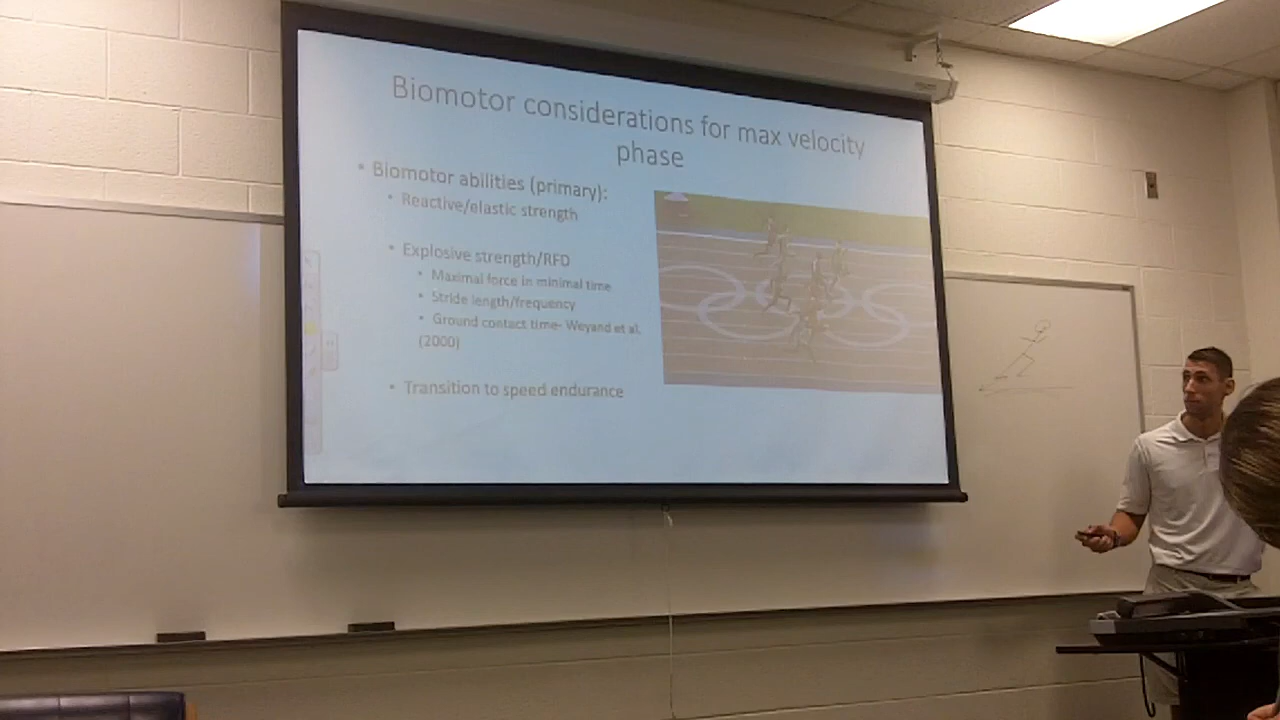 Biomotor considerations for max velocity
phase
• Biomotor abilities (primary):
• Reactive/elastic strength
• Explosive strength/RFD
• Maximal force in minimal time
• Stride length/frequency
• Ground contact time- Weyand et al.
(2000)
• Transition to speed endurance